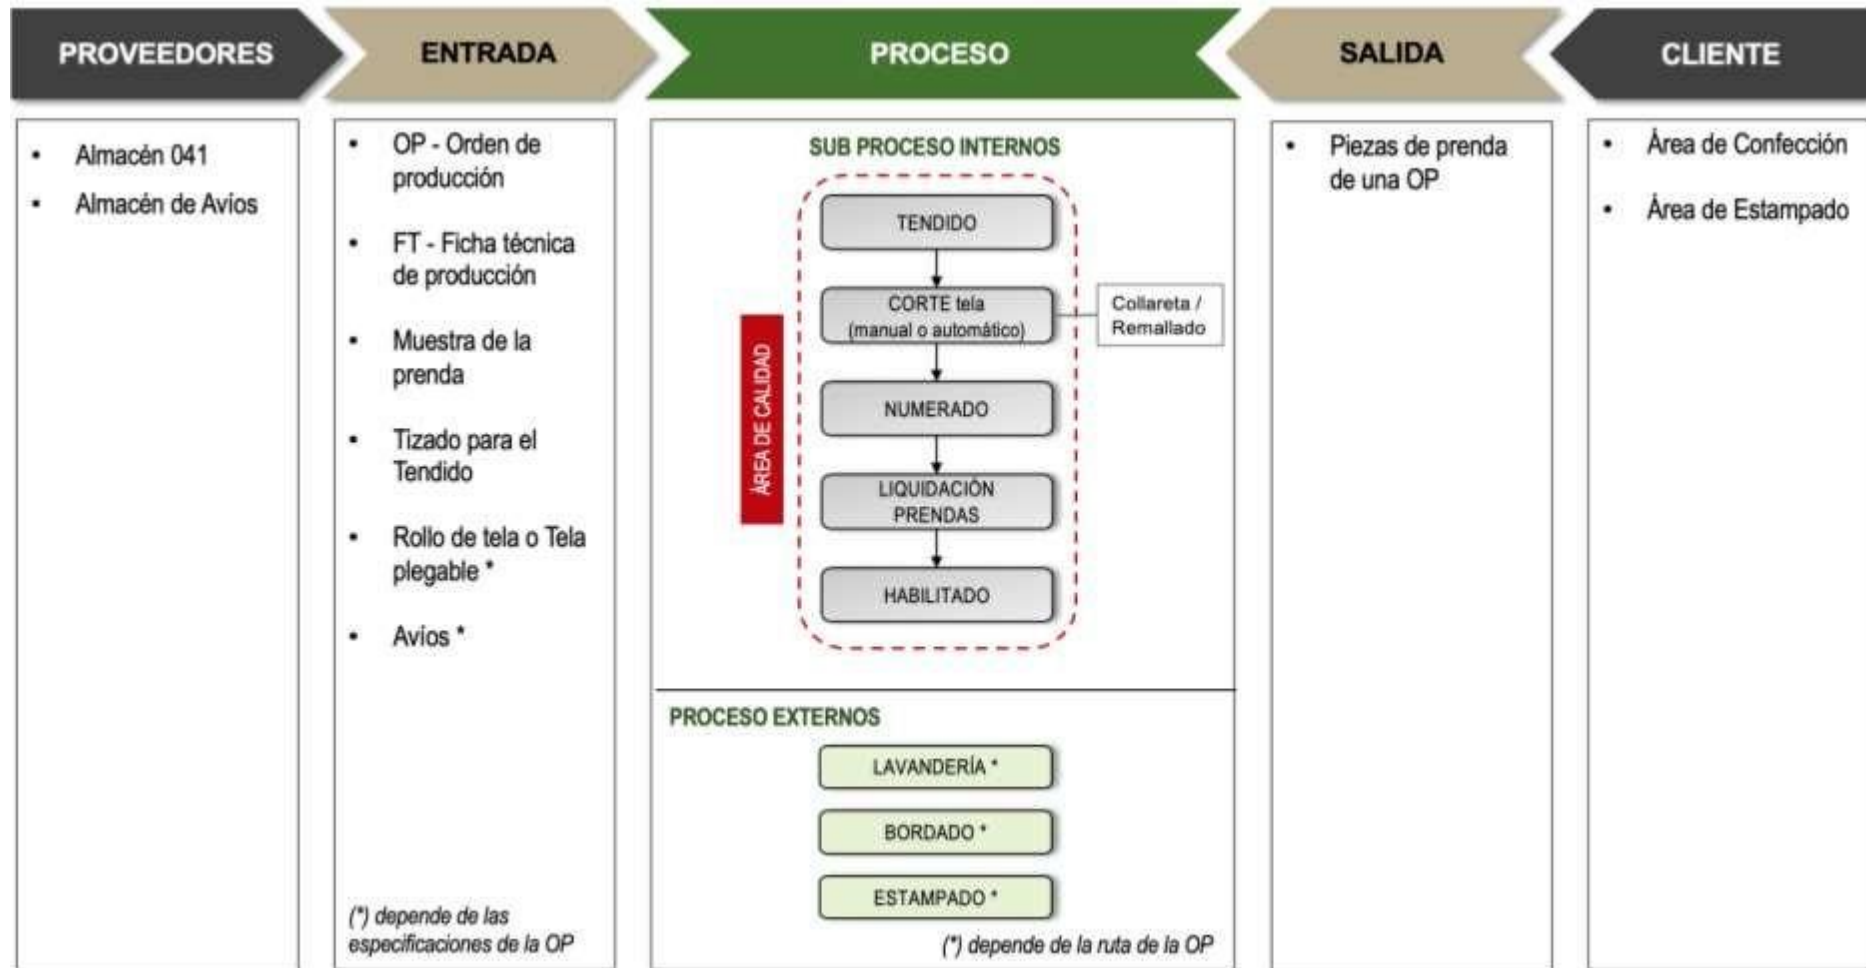 PROVEEDORES
ENTRADA
PROCESO
SALIDA
CLIENTE
• Almacén 041
• Almacén de Avíos
• OP - Orden de
producción
• FT - Ficha técnica
de producción
• Muestra de la
prenda
• Tizado para el
Tendido
• Rollo de tela o Tela
plegable *
• Avíos *
(*) depende de las
especificaciones de la OP
SUB PROCESO INTERNOS
ÁREA DE CALIDAD
TENDIDO
CORTE tela
(manual o automático)
Collareta /
Remallado
NUMERADO
LIQUIDACIÓN
PRENDAS
HABILITADO
PROCESO EXTERNOS
LAVANDERÍA *
BORDADO *
ESTAMPADO *
(*) depende de la ruta de la OP
• Piezas de prenda
de una OP
• Área de Confección
• Área de Estampado